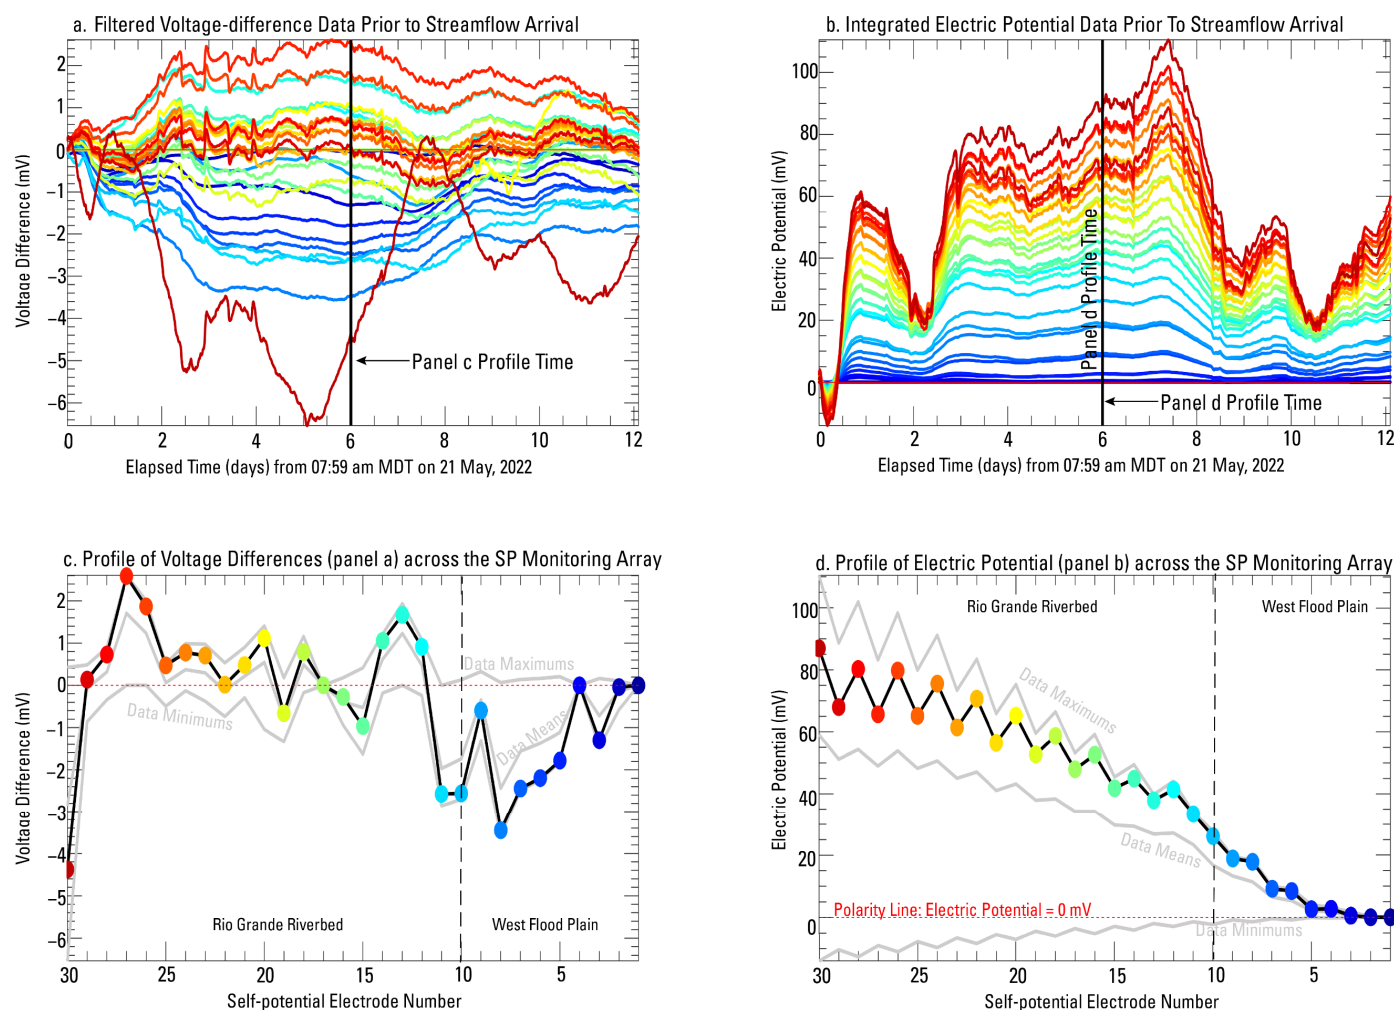 a. Filtered Voltage-difference Data Prior to Streamflow Arrival
2
1
0
−1
−2
−3
−4
−5
−6
Voltage Difference (mV)
Panel c Profile Time
0 2 4 6 8 10 12
Elapsed Time (days) from 07:59 am MDT on 21 May, 2022
b. Integrated Electric Potential Data Prior To Streamflow Arrival
100
80
60
40
20
0
Electric Potential (mV)
Panel d Profile Time
Panel d Profile Time
0 2 4 6 8 10 12
Elapsed Time (days) from 07:59 am MDT on 21 May, 2022
c. Profile of Voltage Differences (panel a) across the SP Monitoring Array
2
1
0
−1
−2
−3
−4
−5
−6
Voltage Difference (mV)
Data Maximums
Data Minimums
Data Means
Rio Grande Riverbed
West Flood Plain
30 25 20 15 10 5
Self-potential Electrode Number
d. Profile of Electric Potential (panel b) across the SP Monitoring Array
100
80
60
40
20
0
Electric Potential (mV)
Rio Grande Riverbed
West Flood Plain
Data Maximums
Data Means
Polarity Line: Electric Potential = 0 mV
Data Minimums
30 25 20 15 10 5
Self-potential Electrode Number